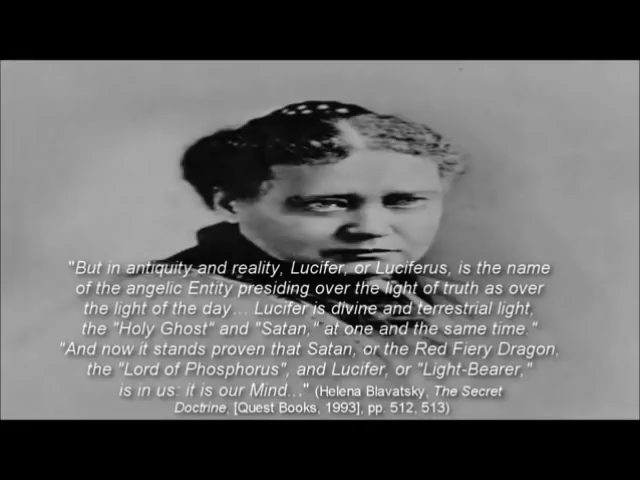 "But in antiquity and reality, Lucifer, or Luciferus, is the name
of the angelic Entity presiding over the light of truth as over
the light of the day... Lucifer is divine and terrestrial light,
the "Holy Ghost" and "Satan," at one and the same time."
"And now it stands proven that Satan, or the Red Fiery Dragon,
the "Lord of Phosphorus", and Lucifer, or "Light-Bearer,"
is in us: it is our Mind..." (Helena Blavatsky, The Secret
Doctrine, [Quest Books, 1993], pp. 512, 513)